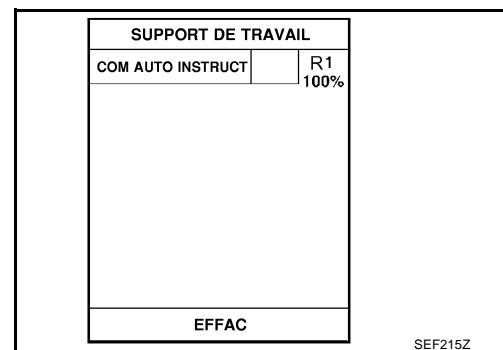 SUPPORT DE TRAVAIL
COM AUTO INSTRUCT R1
100%
EFFAC
SEF215Z